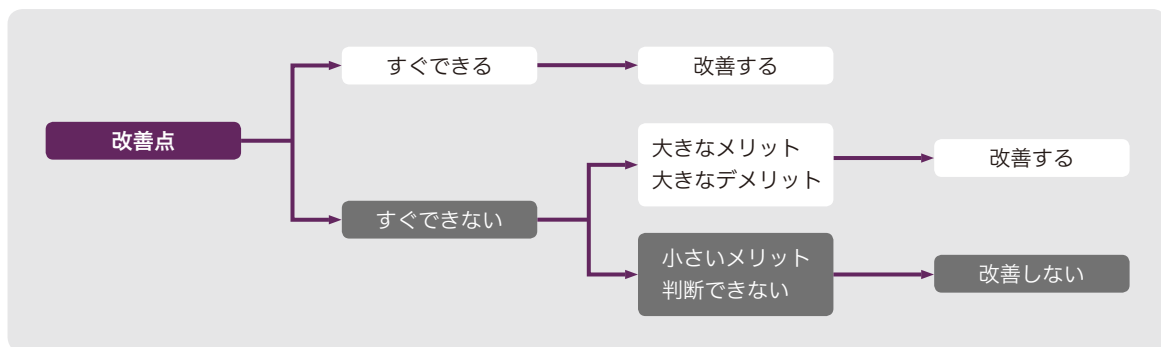 すぐできる
改善する
改善点
大きなメリット
大きなデメリット
改善する
すぐできない
小さいメリット
判断できない
改善しない